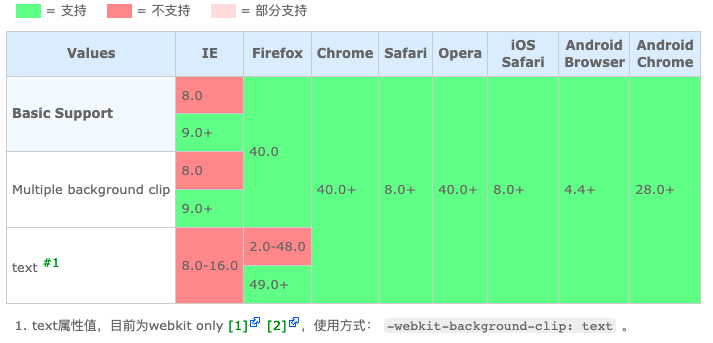 = 支持 = 不支持 = 部分支持
Values IE Firefox Chrome Safari Opera iOS Safari Android Browser Android Chrome
Basic Support 8.0 40.0 40.0+ 8.0+ 40.0+ 8.0+ 4.4+ 28.0+
9.0+
Multiple background clip 8.0
9.0+
text #1 8.0-16.0 2.0-48.0
49.0+
1. text属性值，目前为webkit only [1] [2]，使用方式： -webkit-background-clip: text 。